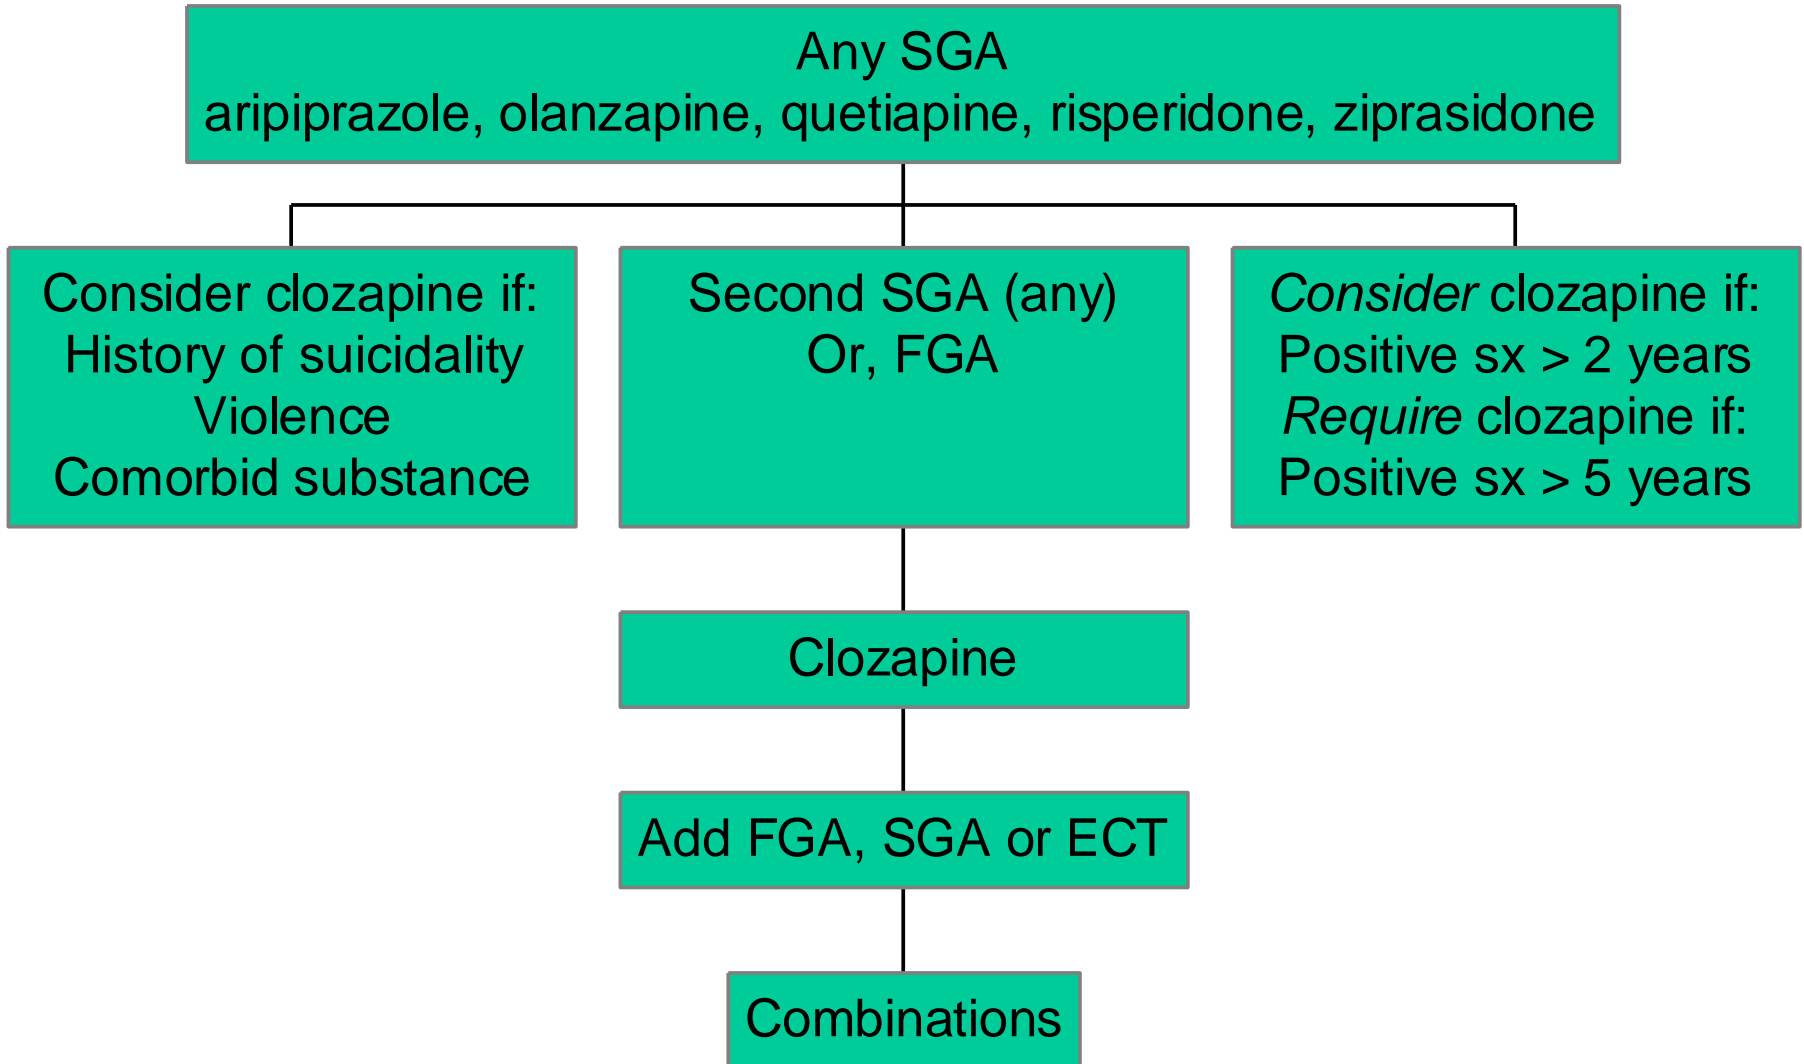 Any SGA
aripiprazole, olanzapine, quetiapine, risperidone, ziprasidone
Consider clozapine if:
History of suicidality
Violence
Comorbid substance
Second SGA (any)
Or, FGA
Consider clozapine if:
Positive sx > 2 years
Require clozapine if:
Positive sx > 5 years
Clozapine
Add FGA, SGA or ECT
Combinations